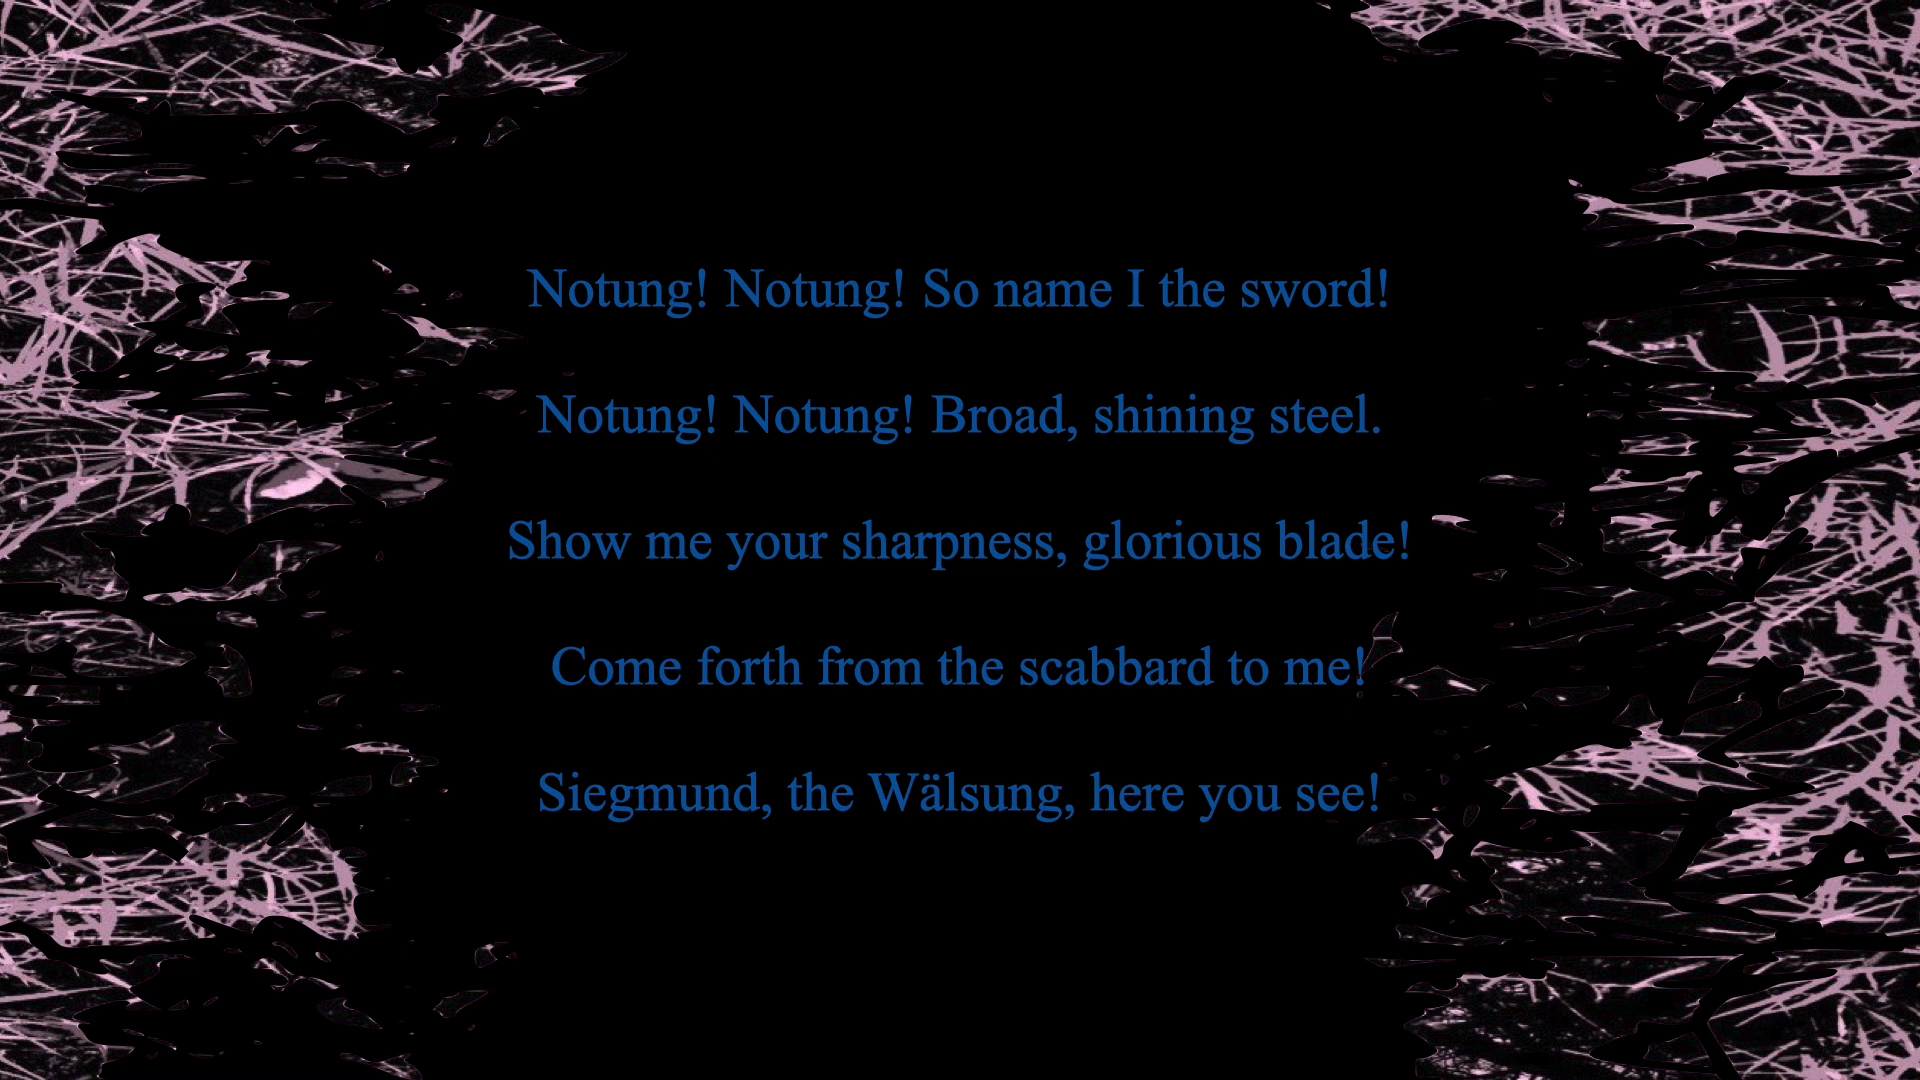 Notung! Notung! So name I the sword!
Notung! Notung! Broad, shining steel.
Show me your sharpness, glorious blade!
Come forth from the scabbard to me!
Siegmund, the Wälsung, here you see!